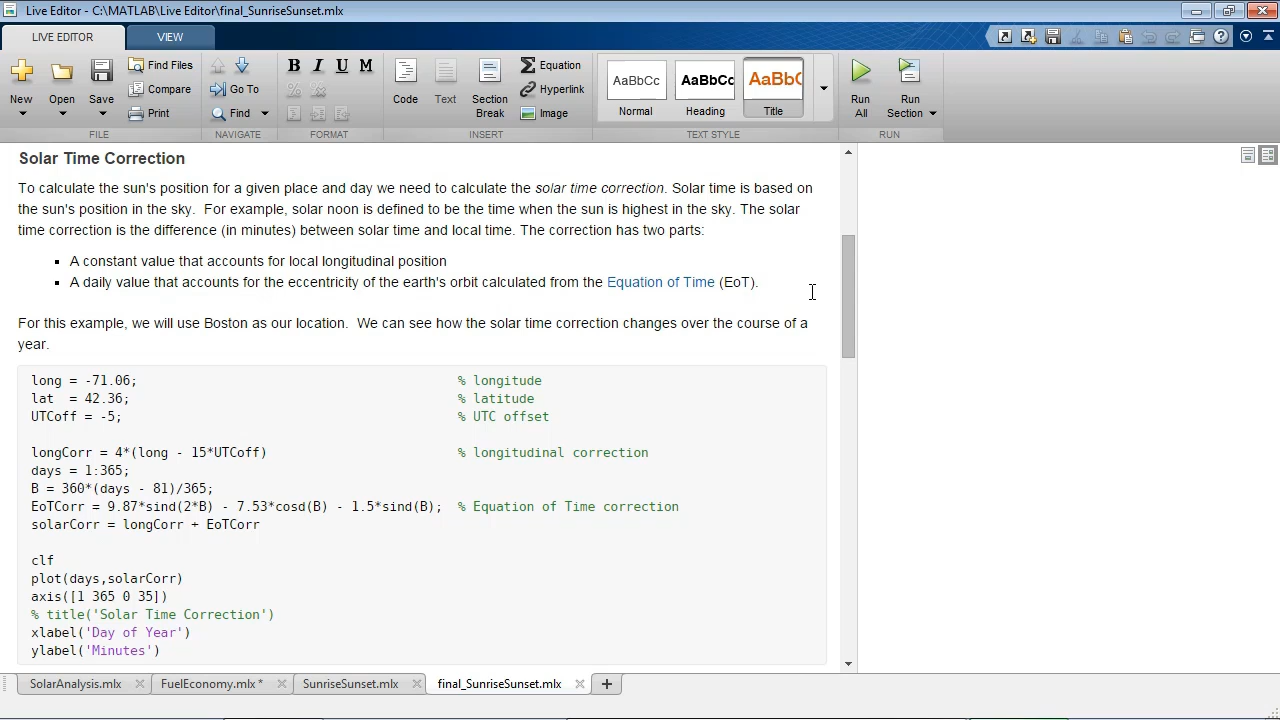 Live Editor - C:\MATLAB\Live Editor\final_SunriseSunset.mlx
LIVE EDITOR VIEW
New Open Save Find Files Compare Print
FILE
Go To Find
NAVIGATE
B I U M
FORMAT
Code Text Section Break Equation Hyperlink Image
INSERT
AaBbCc AaBbCc AaBbC
Normal Heading Title
TEXT STYLE
Run All Run Section
RUN
Solar Time Correction
To calculate the sun's position for a given place and day we need to calculate the solar time correction. Solar time is based on
the sun's position in the sky.  For example, solar noon is defined to be the time when the sun is highest in the sky. The solar
time correction is the difference (in minutes) between solar time and local time. The correction has two parts:
▪ A constant value that accounts for local longitudinal position
▪ A daily value that accounts for the eccentricity of the earth's orbit calculated from the Equation of Time (EoT).
For this example, we will use Boston as our location.  We can see how the solar time correction changes over the course of a
year.
long = -71.06; % longitude
lat  = 42.36; % latitude
UTCoff = -5; % UTC offset
longCorr = 4*(long - 15*UTCoff) % longitudinal correction
days = 1:365;
B = 360*(days - 81)/365;
EoTCorr = 9.87*sind(2*B) - 7.53*cosd(B) - 1.5*sind(B); % Equation of Time correction
solarCorr = longCorr + EoTCorr
clf
plot(days,solarCorr)
axis([1 365 0 35])
% title('Solar Time Correction')
xlabel('Day of Year')
ylabel('Minutes')
SolarAnalysis.mlx FuelEconomy.mlx * SunriseSunset.mlx final_SunriseSunset.mlx